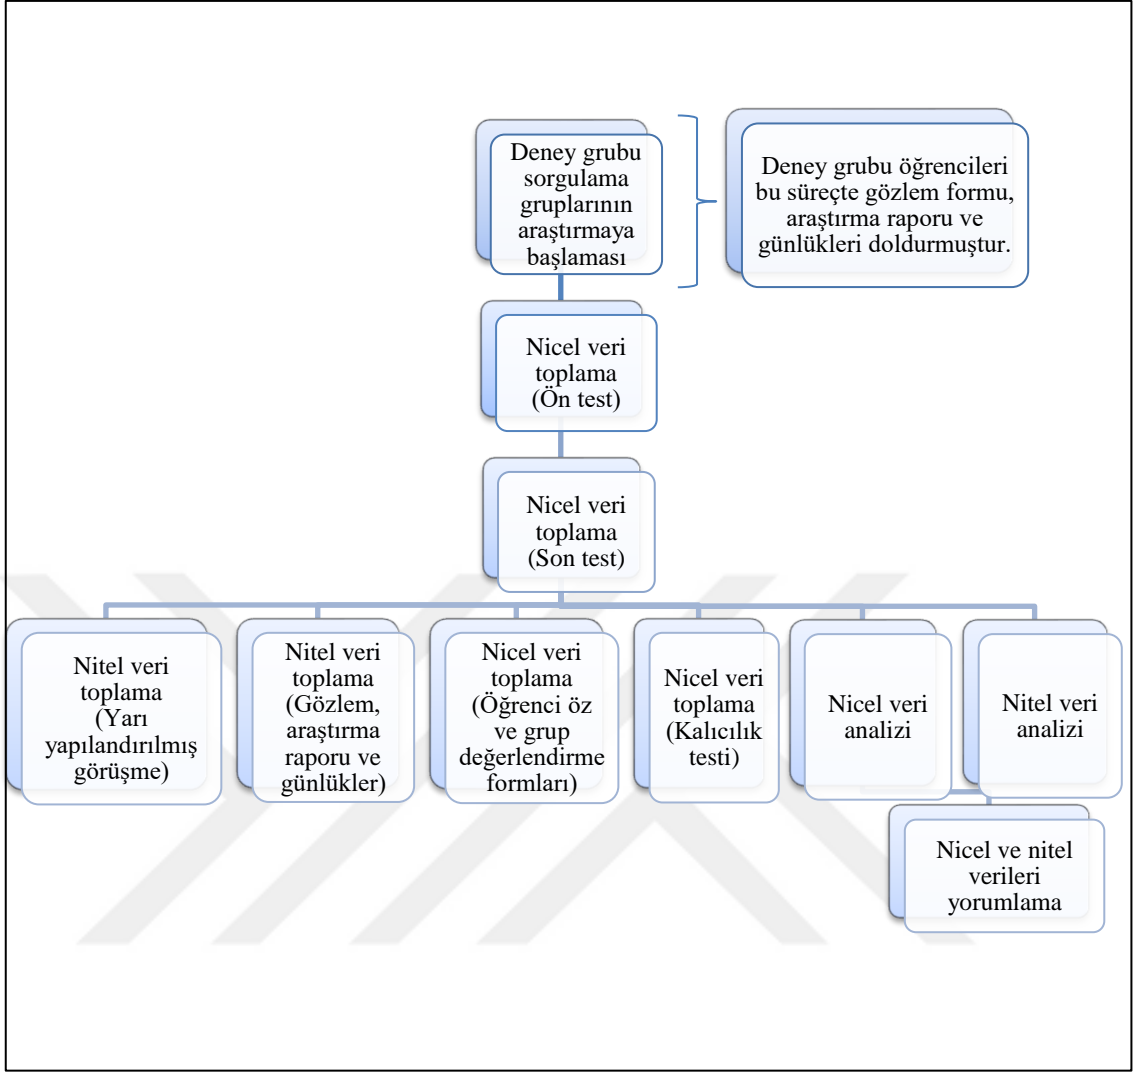 Deney grubu
sorgulama
gruplarının
araştırmaya
başlaması
Deney grubu öğrencileri
bu süreçte gözlem formu,
araştırma raporu ve
günlükleri doldurmuştur.
Nicel veri
toplama
(Ön test)
Nicel veri
toplama
(Son test)
Nitel veri
toplama
(Yarı
yapılandırılmış
görüşme)
Nitel veri
toplama
(Gözlem,
araştırma
raporu ve
günlükler)
Nicel veri
toplama
(Öğrenci öz
ve grup
değerlendirme
formları)
Nicel veri
toplama
(Kalıcılık
testi)
Nicel veri
analizi
Nitel veri
analizi
Nicel ve nitel
verileri
yorumlama